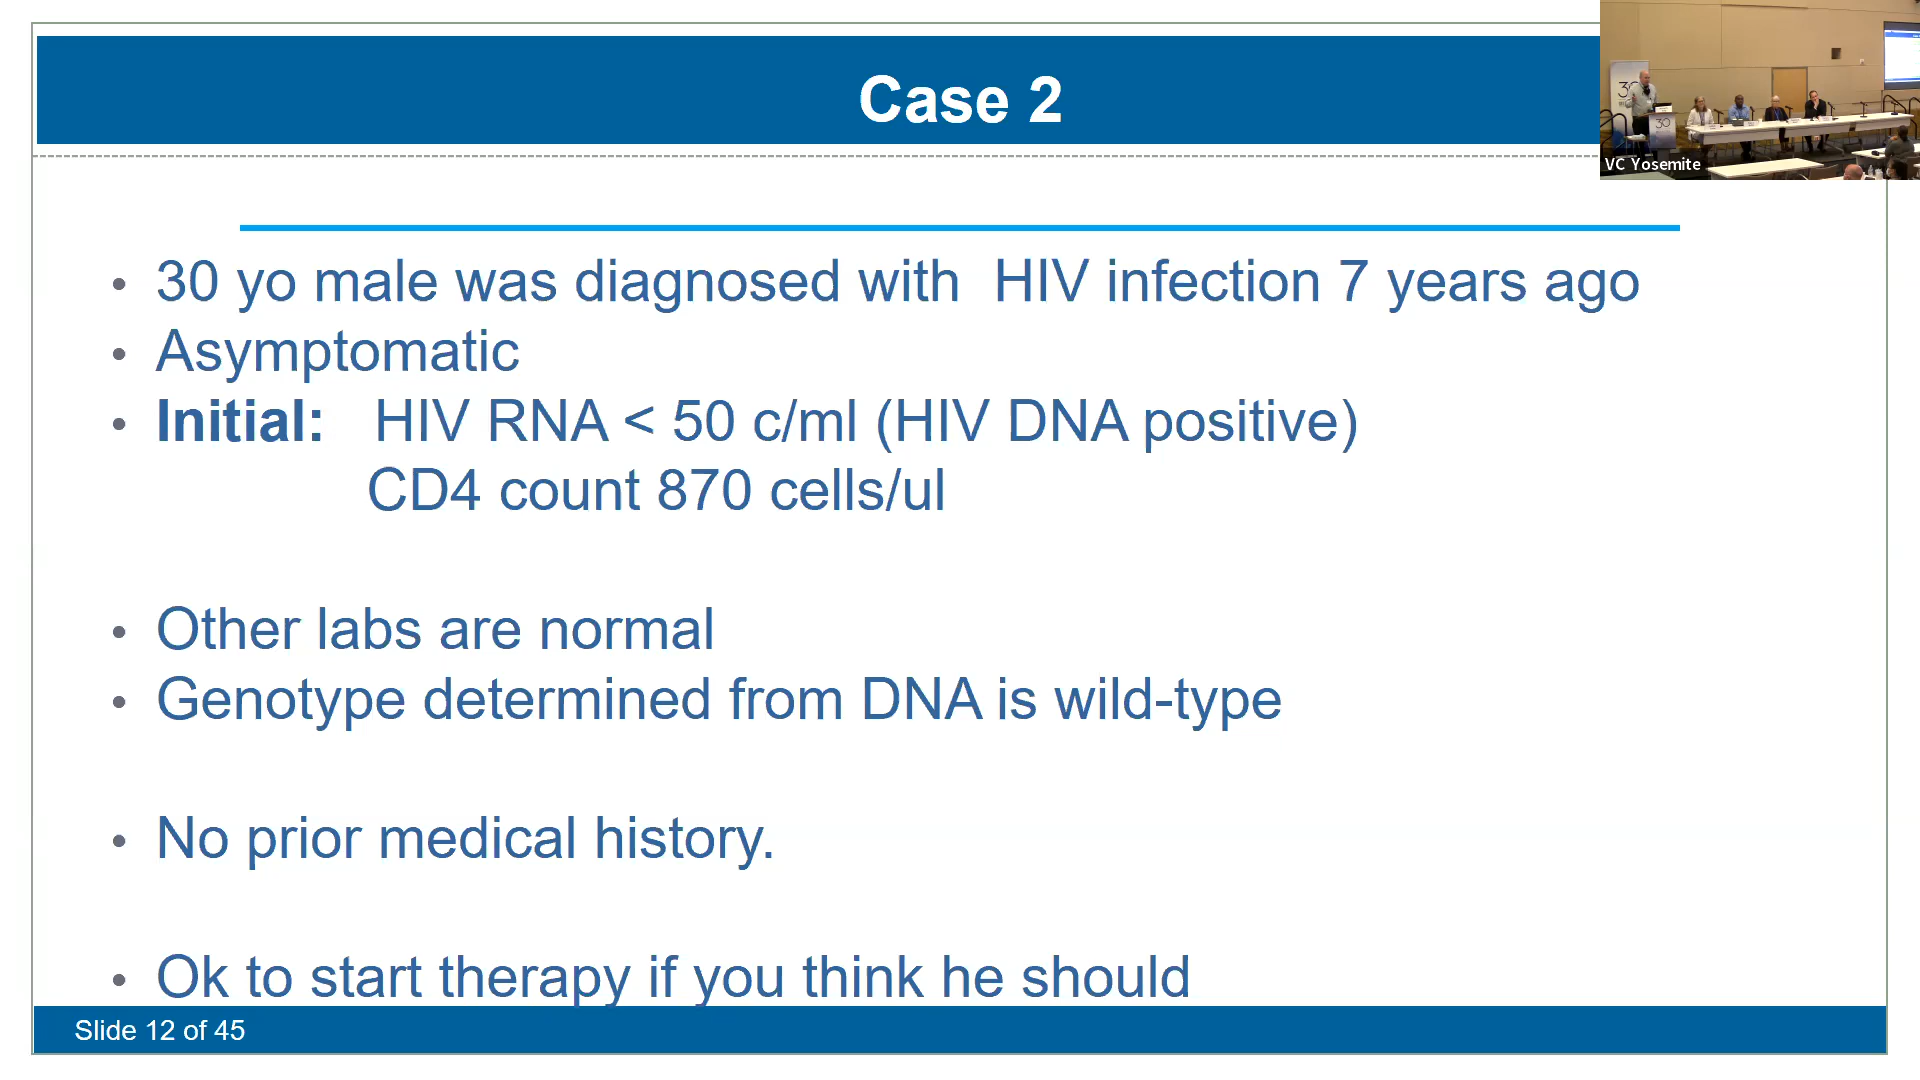 Case 2
30
30
VC Yosemite
• 30 yo male was diagnosed with  HIV infection 7 years ago
• Asymptomatic
• Initial:   HIV RNA < 50 c/ml (HIV DNA positive)
CD4 count 870 cells/ul
• Other labs are normal
• Genotype determined from DNA is wild-type
• No prior medical history.
• Ok to start therapy if you think he should
Slide 12 of 45